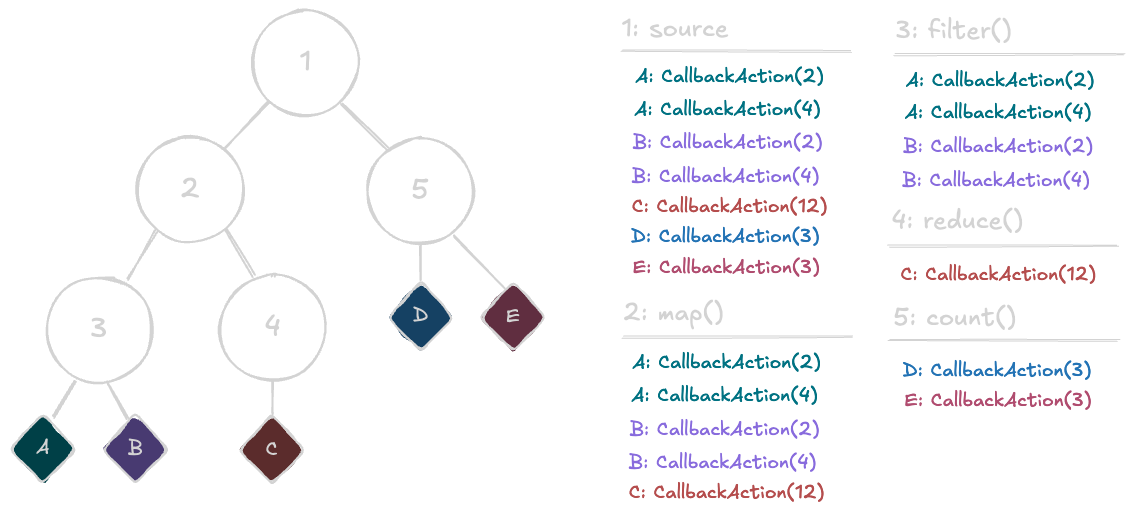 1
2
5
3
4
D
E
A
B
C
1: source
A: CallbackAction(2)
A: CallbackAction(4)
B: CallbackAction(2)
B: CallbackAction(4)
C: CallbackAction(12)
D: CallbackAction(3)
E: CallbackAction(3)
2: map()
A: CallbackAction(2)
A: CallbackAction(4)
B: CallbackAction(2)
B: CallbackAction(4)
C: CallbackAction(12)
3: filter()
A: CallbackAction(2)
A: CallbackAction(4)
B: CallbackAction(2)
B: CallbackAction(4)
4: reduce()
C: CallbackAction(12)
5: count()
D: CallbackAction(3)
E: CallbackAction(3)